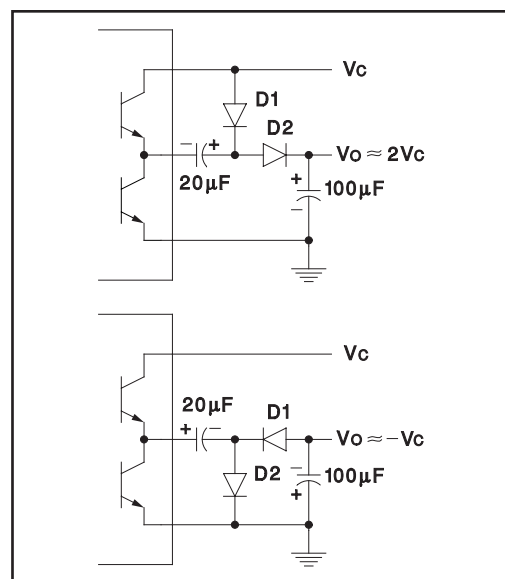 Vc
D1
D2
− +
20μF
Vo ≈ 2Vc
+
100μF
−
Vc
20μF
D1
+ −
Vo ≈ −Vc
D2
−
100μF
+